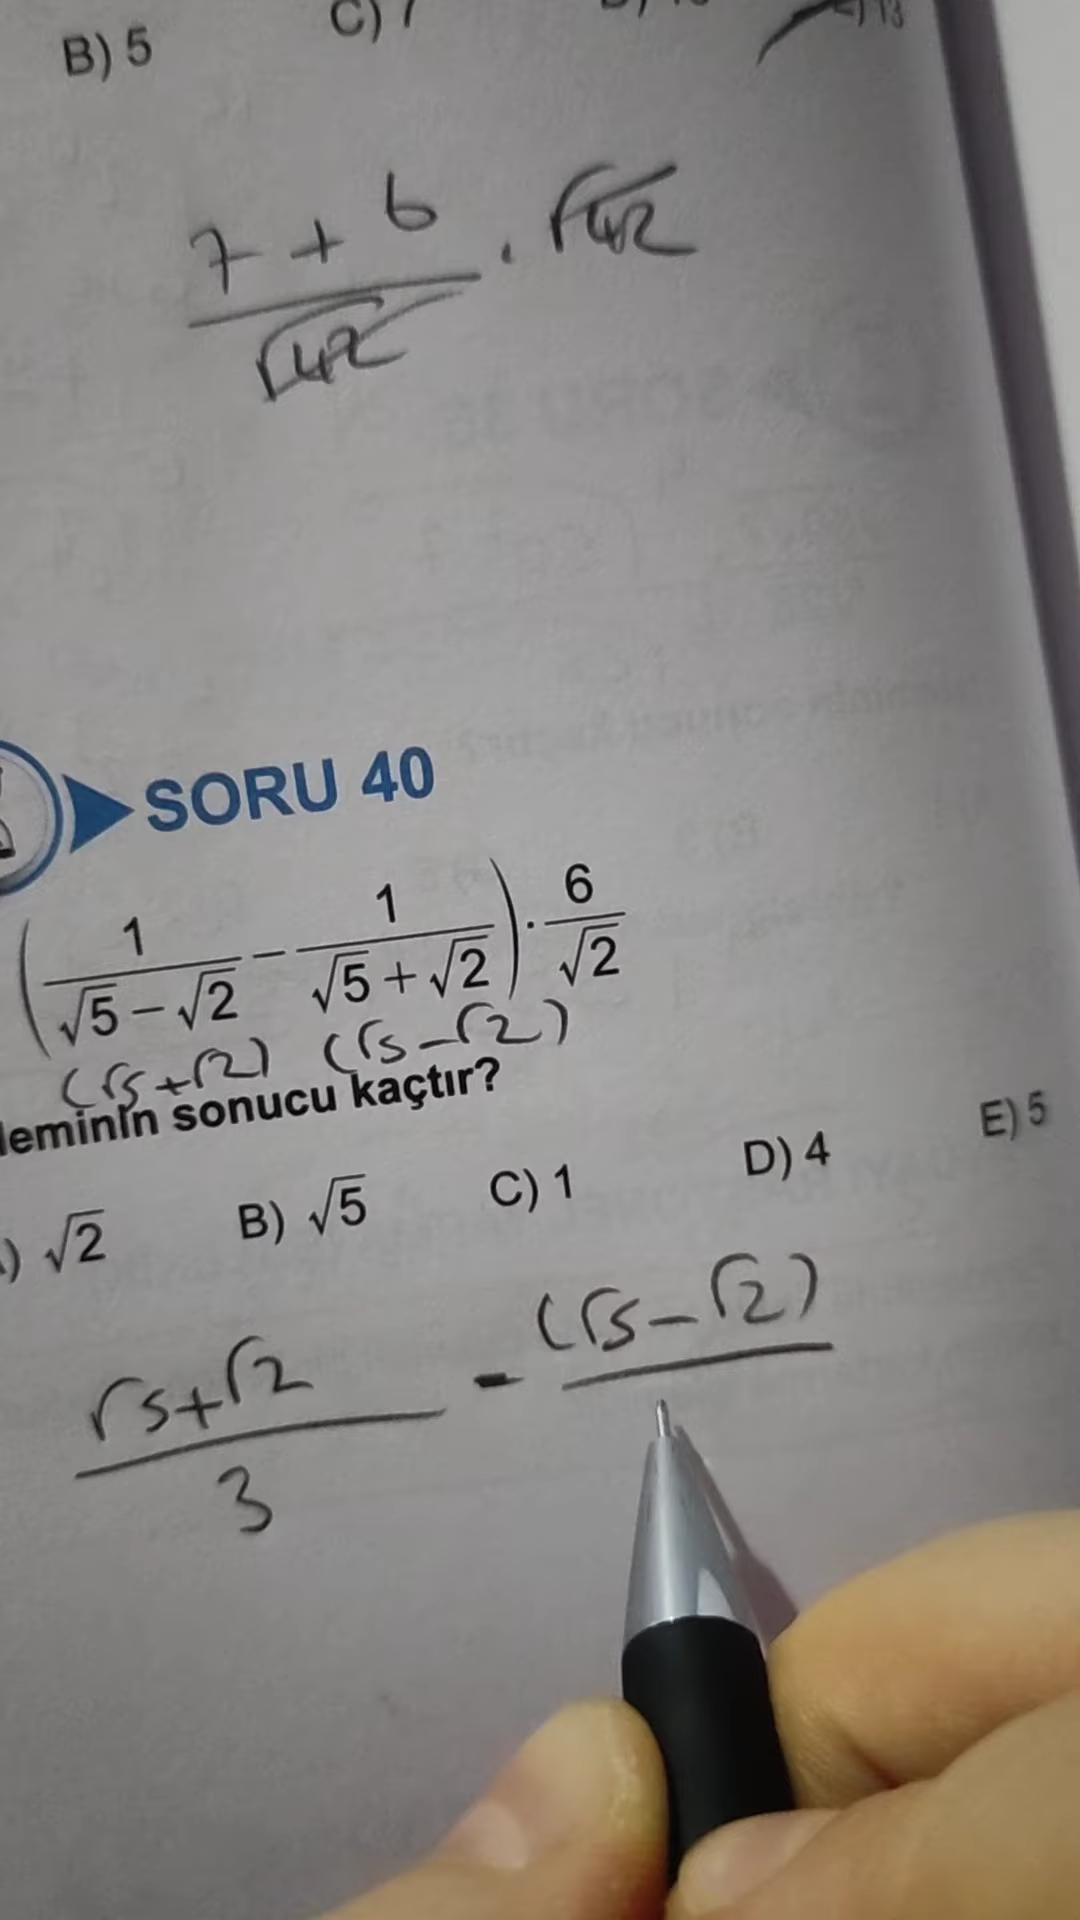 B) 5 C) 7 13
7 + 6 . √42
√42
SORU 40
(1/(√5 − √2) − 1/(√5 + √2)) · 6/√2
(√5+√2) (√5−√2)
leminin sonucu kaçtır?
) √2 B) √5 C) 1 D) 4 E) 5
√5+√2 - (√5−√2)
3